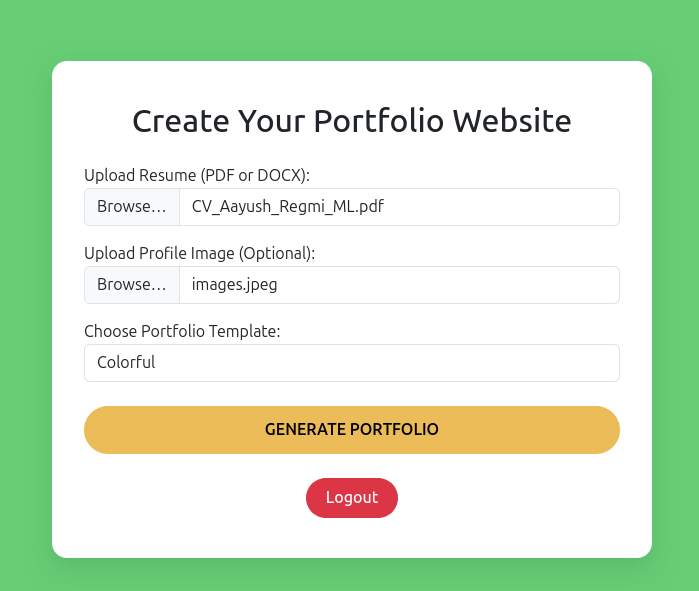 Create Your Portfolio Website
Upload Resume (PDF or DOCX):
Browse... CV_Aayush_Regmi_ML.pdf
Upload Profile Image (Optional):
Browse... images.jpeg
Choose Portfolio Template:
Colorful
GENERATE PORTFOLIO
Logout